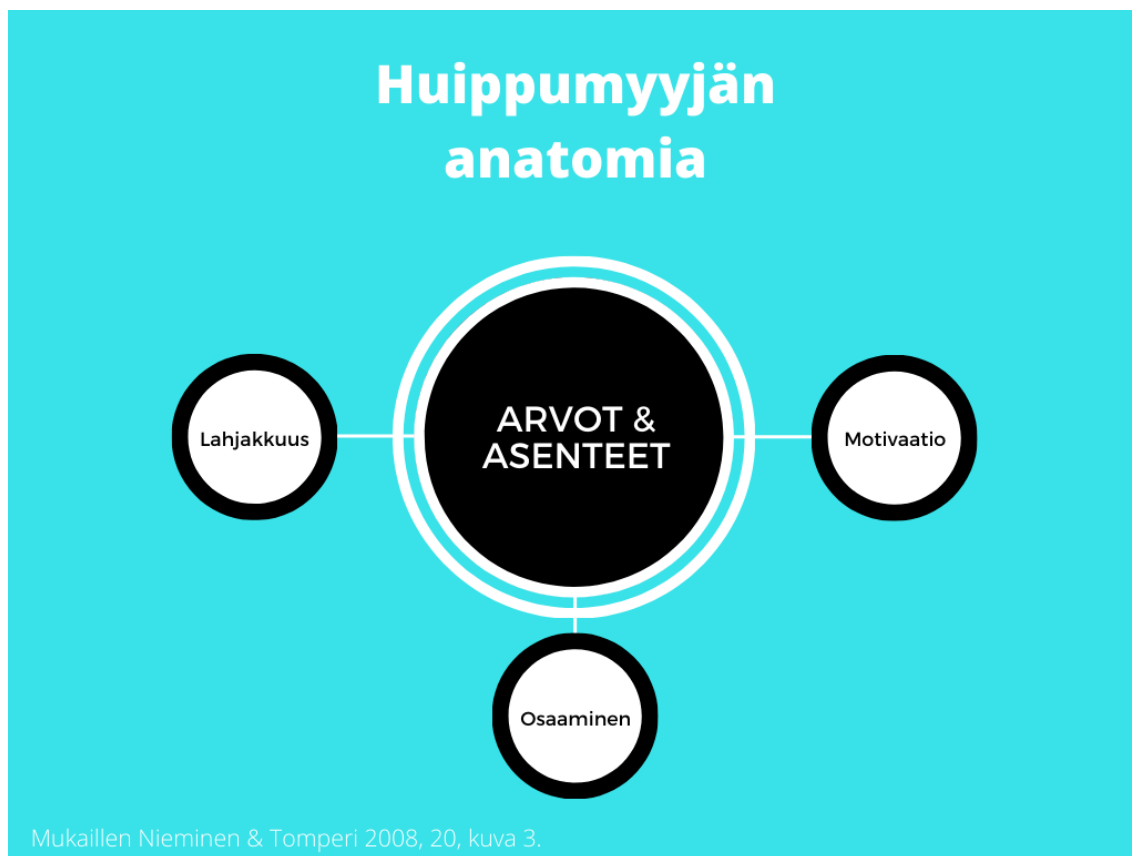 Huippumyyjän
anatomia
ARVOT &
ASENTEET
Lahjakkuus
Motivaatio
Osaaminen
Mukaillen Nieminen & Tomperi 2008, 20, kuva 3.